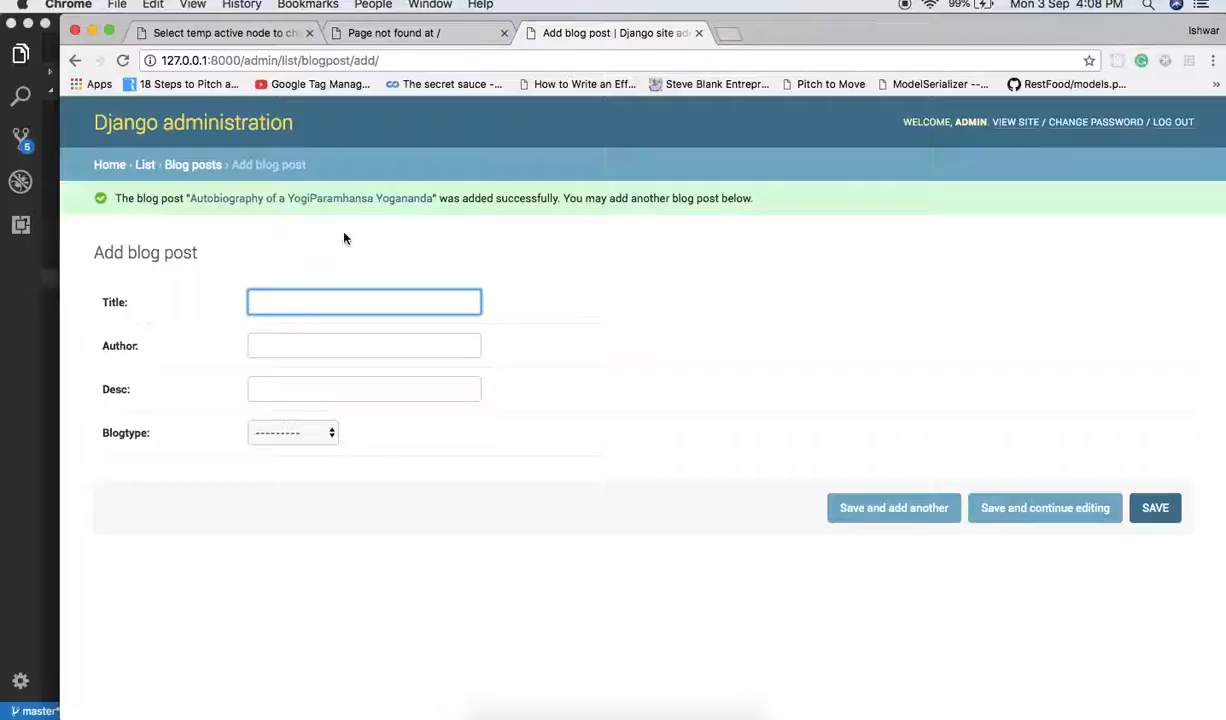 Chrome File Edit View History Bookmarks People Window Help 99% Mon 3 Sep 4:08 PM
Select temp active node to ch Page not found at / Add blog post | Django site ad Ishwar
127.0.0.1:8000/admin/list/blogpost/add/
Apps 18 Steps to Pitch a... Google Tag Manag... The secret sauce -... How to Write an Eff... Steve Blank Entrepr... Pitch to Move ModelSerializer --... RestFood/models.p... »
Django administration WELCOME, ADMIN. VIEW SITE / CHANGE PASSWORD / LOG OUT
5
Home › List › Blog posts › Add blog post
The blog post "Autobiography of a YogiParamhansa Yogananda" was added successfully. You may add another blog post below.
Add blog post
Title:
Author:
Desc:
Blogtype: ---------
Save and add another Save and continue editing SAVE
master*